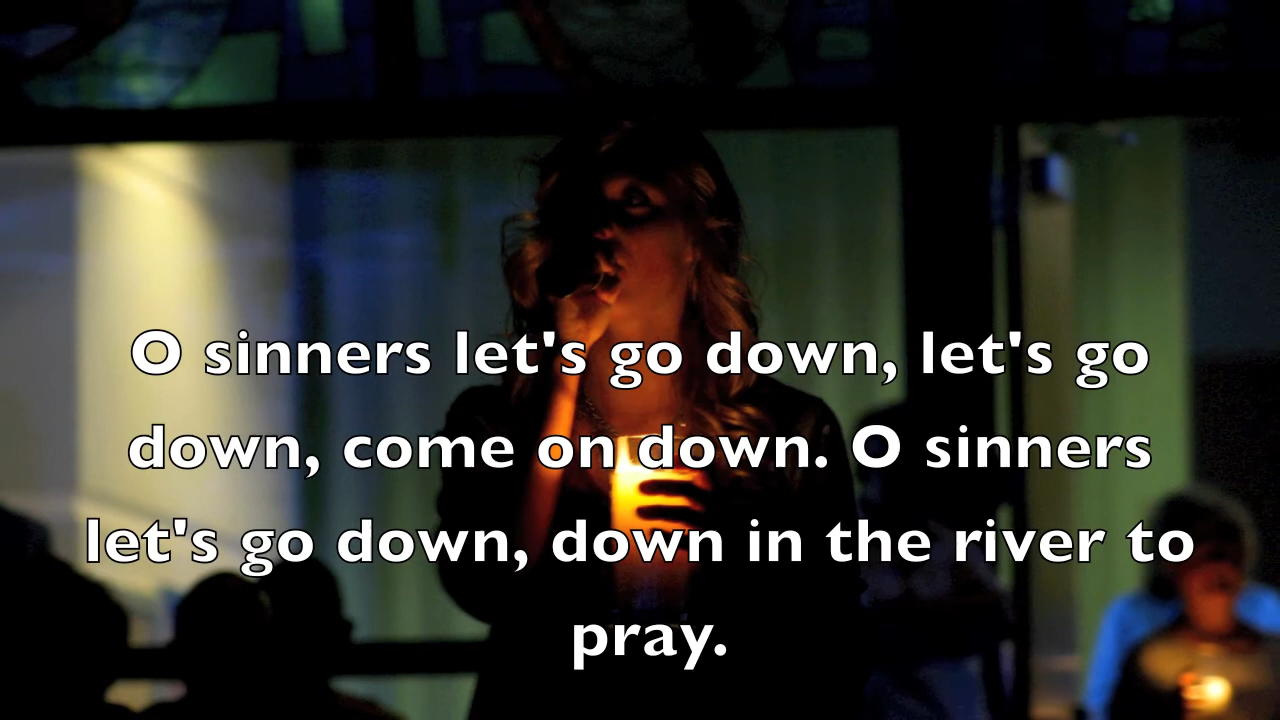 O sinners let's go down, let's go
down, come on down. O sinners
let's go down, down in the river to
pray.